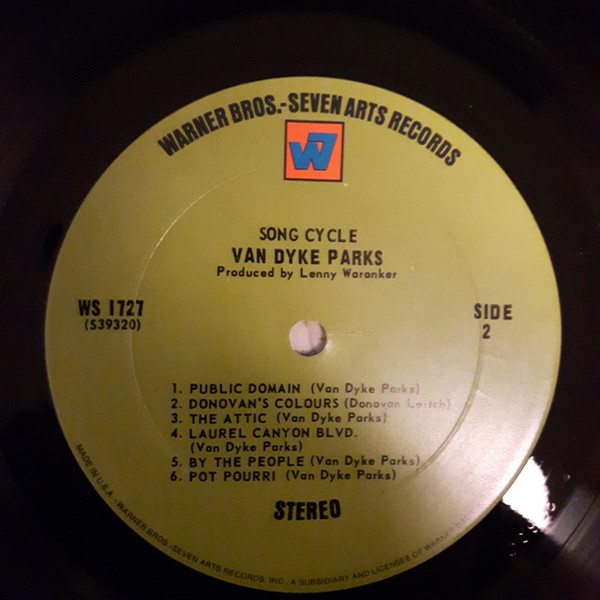 WARNER BROS.-SEVEN ARTS RECORDS
W7
SONG CYCLE
VAN DYKE PARKS
Produced by Lenny Waronker
WS 1727
(S39320)
SIDE
2
1. PUBLIC DOMAIN (Van Dyke Parks)
2. DONOVAN'S COLOURS (Donovan Leitch)
3. THE ATTIC (Van Dyke Parks)
4. LAUREL CANYON BLVD.
(Van Dyke Parks)
5. BY THE PEOPLE (Van Dyke Parks)
6. POT POURRI (Van Dyke Parks)
STEREO
MADE IN U.S.A. - WARNER BROS.-SEVEN ARTS RECORDS, INC., A SUBSIDIARY AND LICENSEE OF WARNER